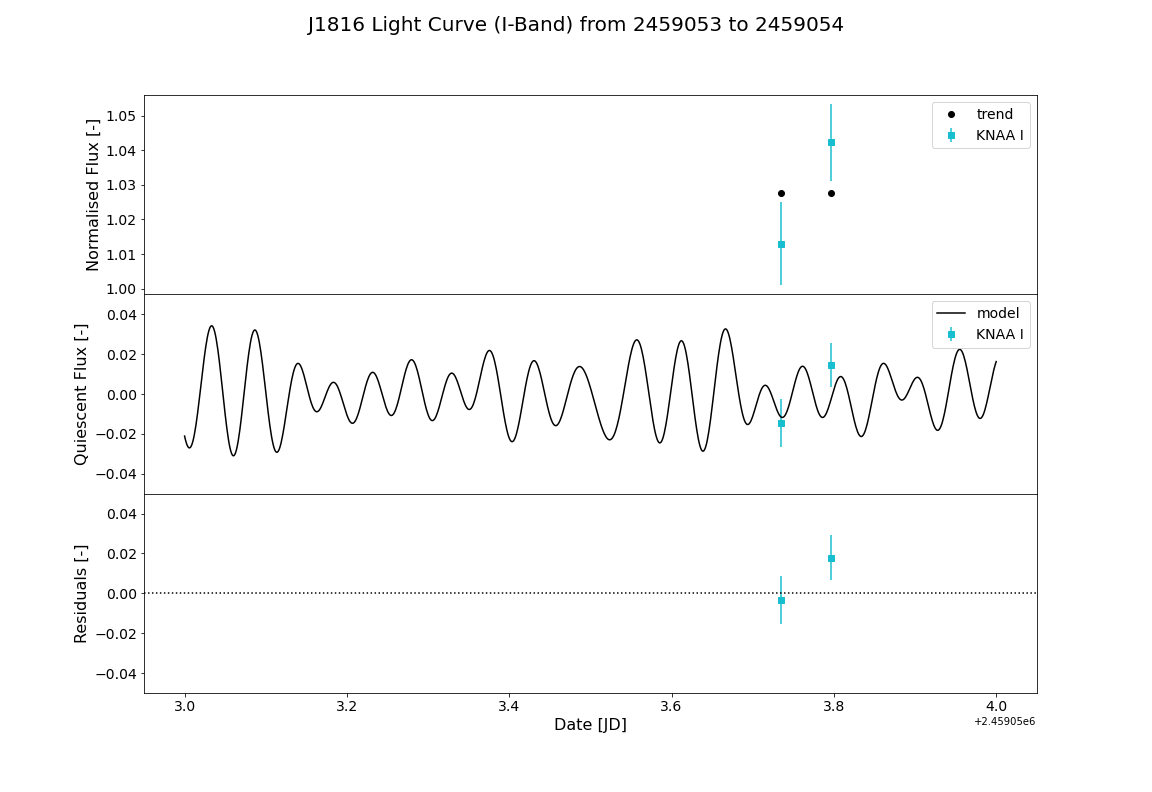 J1816 Light Curve (I-Band) from 2459053 to 2459054
Normalised Flux [-]
1.05
1.04
1.03
1.02
1.01
1.00
trend
KNAA I
Quiescent Flux [-]
0.04
0.02
0.00
−0.02
−0.04
model
KNAA I
Residuals [-]
0.04
0.02
0.00
−0.02
−0.04
3.0 3.2 3.4 3.6 3.8 4.0
+2.45905e6
Date [JD]